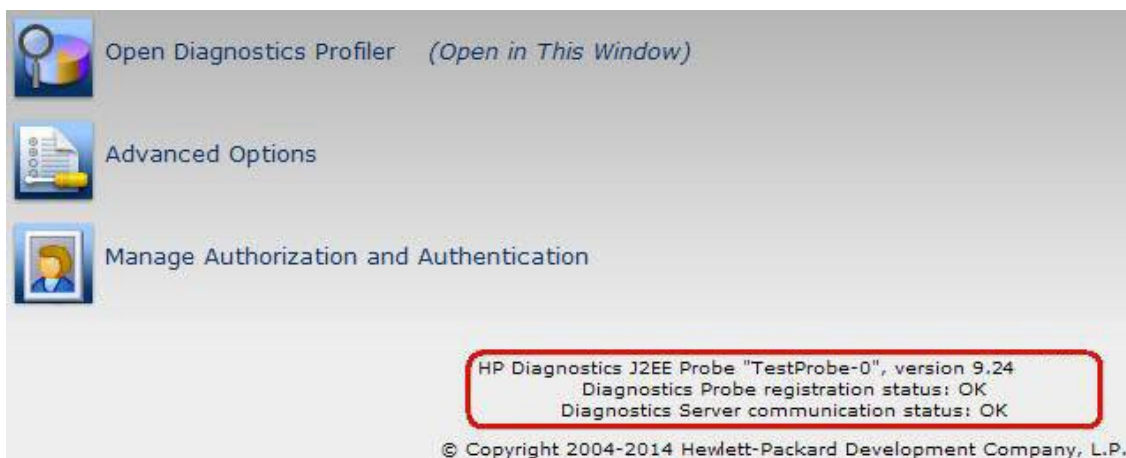 Open Diagnostics Profiler (Open in This Window)
Advanced Options
Manage Authorization and Authentication
HP Diagnostics J2EE Probe "TestProbe-0", version 9.24
Diagnostics Probe registration status: OK
Diagnostics Server communication status: OK
© Copyright 2004-2014 Hewlett-Packard Development Company, L.P.